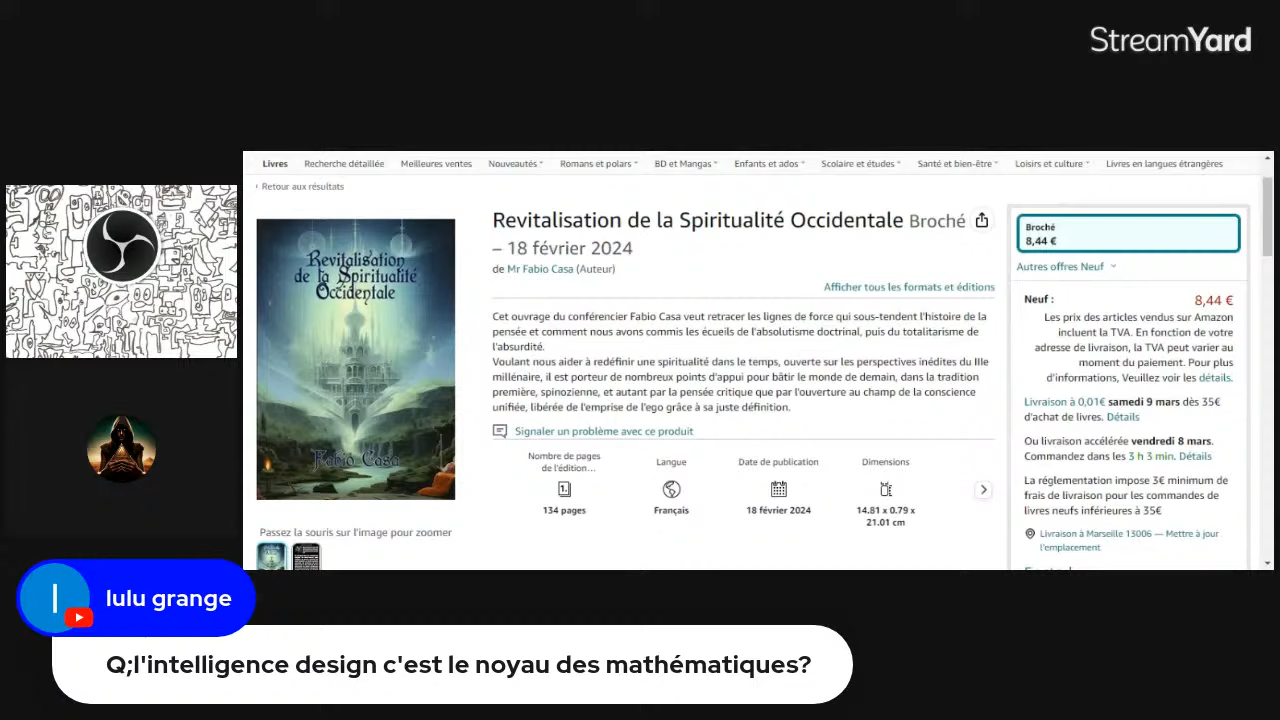 StreamYard
Livres Recherche détaillée Meilleures ventes Nouveautés Romans et polars BD et Mangas Enfants et ados Scolaire et études Santé et bien-être Loisirs et culture Livres en langues étrangères
‹ Retour aux résultats
Revitalisation
de la Spiritualité
Occidentale
Fabio Casa
Passez la souris sur l'image pour zoomer
Revitalisation de la Spiritualité Occidentale Broché
– 18 février 2024
de Mr Fabio Casa (Auteur)
Afficher tous les formats et éditions
Cet ouvrage du conférencier Fabio Casa veut retracer les lignes de force qui sous-tendent l'histoire de la
pensée et comment nous avons commis les écueils de l'absolutisme doctrinal, puis du totalitarisme de
l'absurdité.
Voulant nous aider à redéfinir une spiritualité dans le temps, ouverte sur les perspectives inédites du IIIe
millénaire, il est porteur de nombreux points d'appui pour bâtir le monde de demain, dans la tradition
première, spinozienne, et autant par la pensée critique que par l'ouverture au champ de la conscience
unifiée, libérée de l'emprise de l'ego grâce à sa juste définition.
Signaler un problème avec ce produit
Nombre de pages
de l'édition...
134 pages
Langue
Français
Date de publication
18 février 2024
Dimensions
14.81 x 0.79 x
21.01 cm
Broché
8,44 €
Autres offres Neuf
Neuf : 8,44 €
Les prix des articles vendus sur Amazon
incluent la TVA. En fonction de votre
adresse de livraison, la TVA peut varier au
moment du paiement. Pour plus
d'informations, Veuillez voir les détails.
Livraison à 0,01€ samedi 9 mars dès 35€
d'achat de livres. Détails
Ou livraison accélérée vendredi 8 mars.
Commandez dans les 3 h 3 min. Détails
La réglementation impose 3€ minimum de
frais de livraison pour les commandes de
livres neufs inférieures à 35€
Livraison à Marseille 13006 — Mettre à jour
l'emplacement
l
lulu grange
Q;l'intelligence design c'est le noyau des mathématiques?